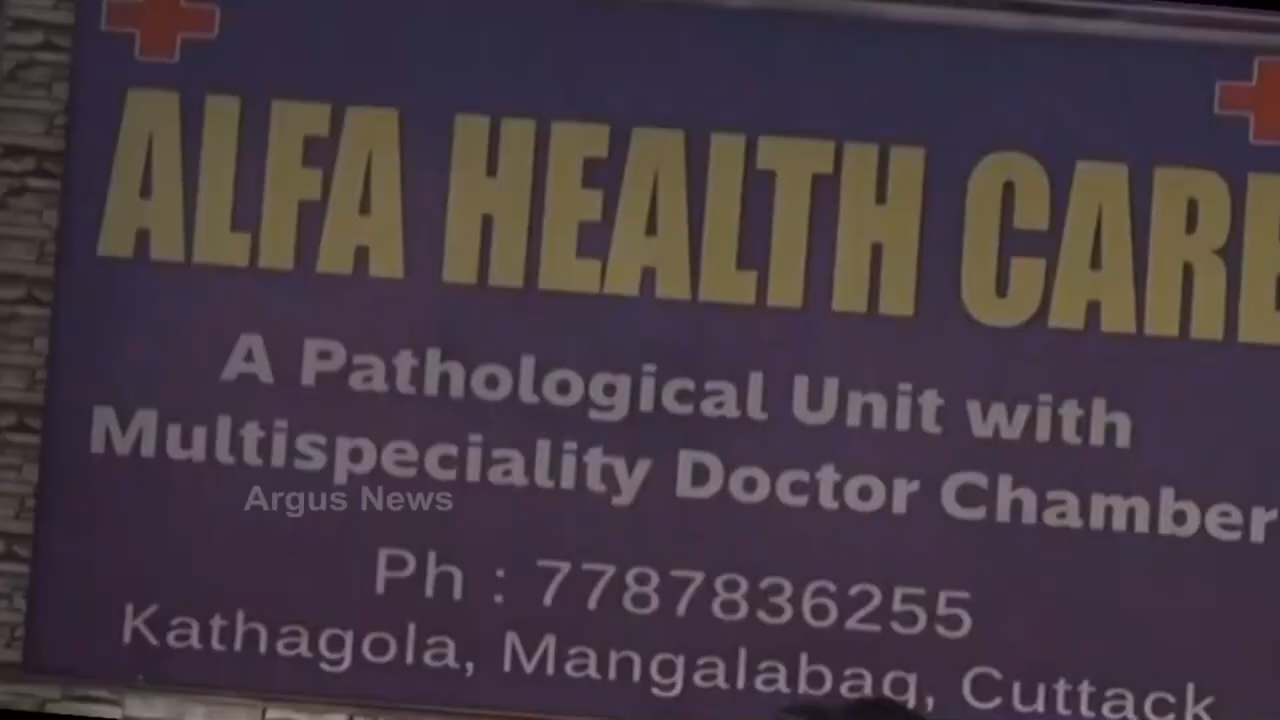 ALFA HEALTH CARE
A Pathological Unit with
Multispeciality Doctor Chamber
Argus News
Ph : 7787836255
Kathagola, Mangalabag, Cuttack